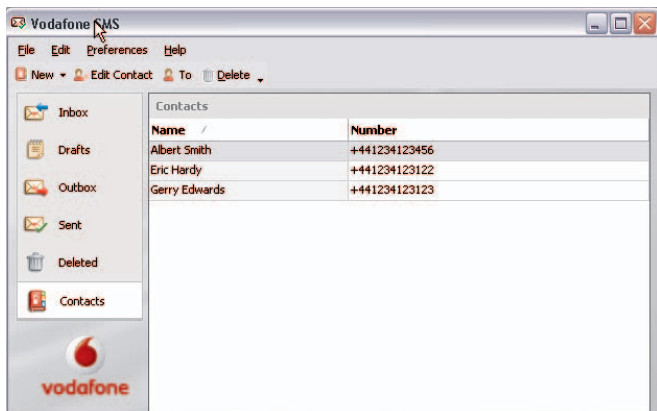 Vodafone SMS
File Edit Preferences Help
New Edit Contact To Delete
Inbox
Drafts
Outbox
Sent
Deleted
Contacts
vodafone
Contacts
Name Number
Albert Smith +441234123456
Eric Hardy +441234123122
Gerry Edwards +441234123123